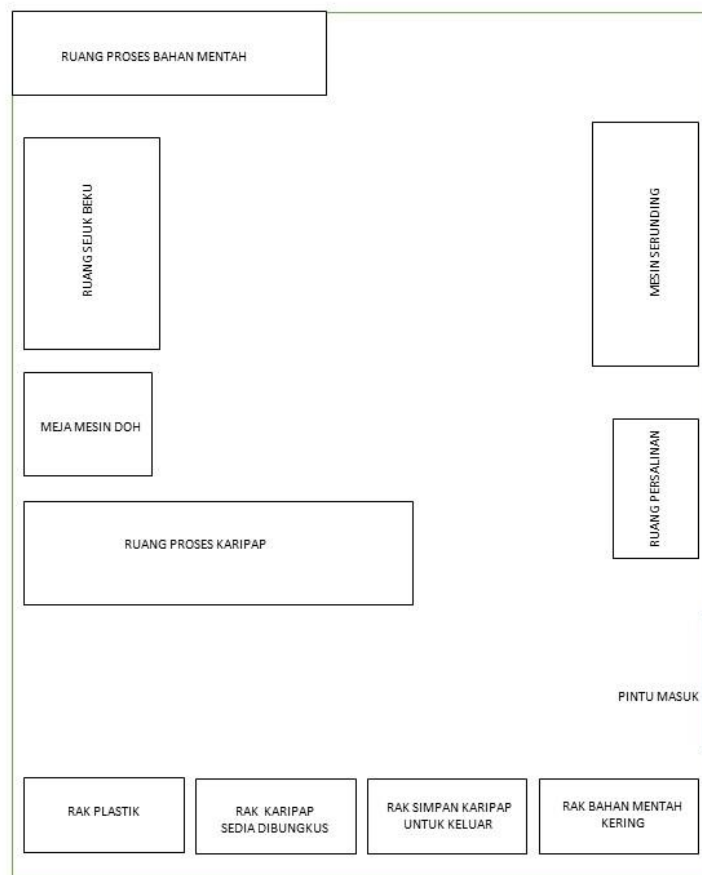 RUANG PROSES BAHAN MENTAH
RUANG SEJUK BEKU
MESIN SERUNDING
MEJA MESIN DOH
RUANG PERSALINAN
RUANG PROSES KARIPAP
PINTU MASUK
RAK PLASTIK
RAK KARIPAP
SEDIA DIBUNGKUS
RAK SIMPAN KARIPAP
UNTUK KELUAR
RAK BAHAN MENTAH
KERING